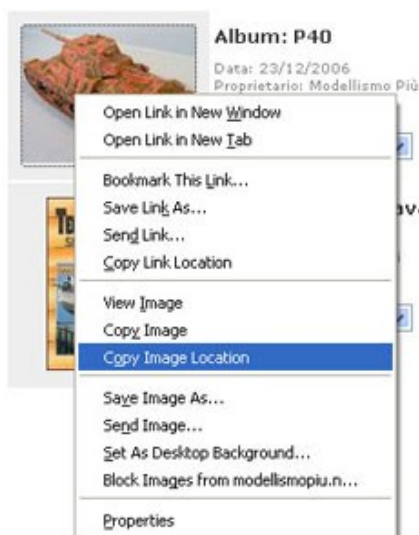 Album: P40
Data: 23/12/2006
Proprietario: Modellismo Più
Open Link in New Window
Open Link in New Tab
Bookmark This Link...
Save Link As...
Send Link...
Copy Link Location
View Image
Copy Image
Copy Image Location
Save Image As...
Send Image...
Set As Desktop Background...
Block Images from modellismopiu.n...
Properties